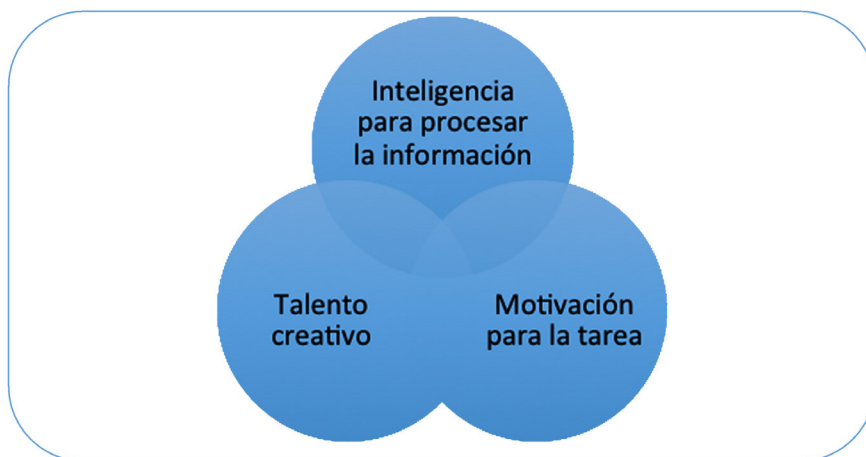 Inteligencia
para procesar
la información
Talento
creativo
Motivación
para la tarea